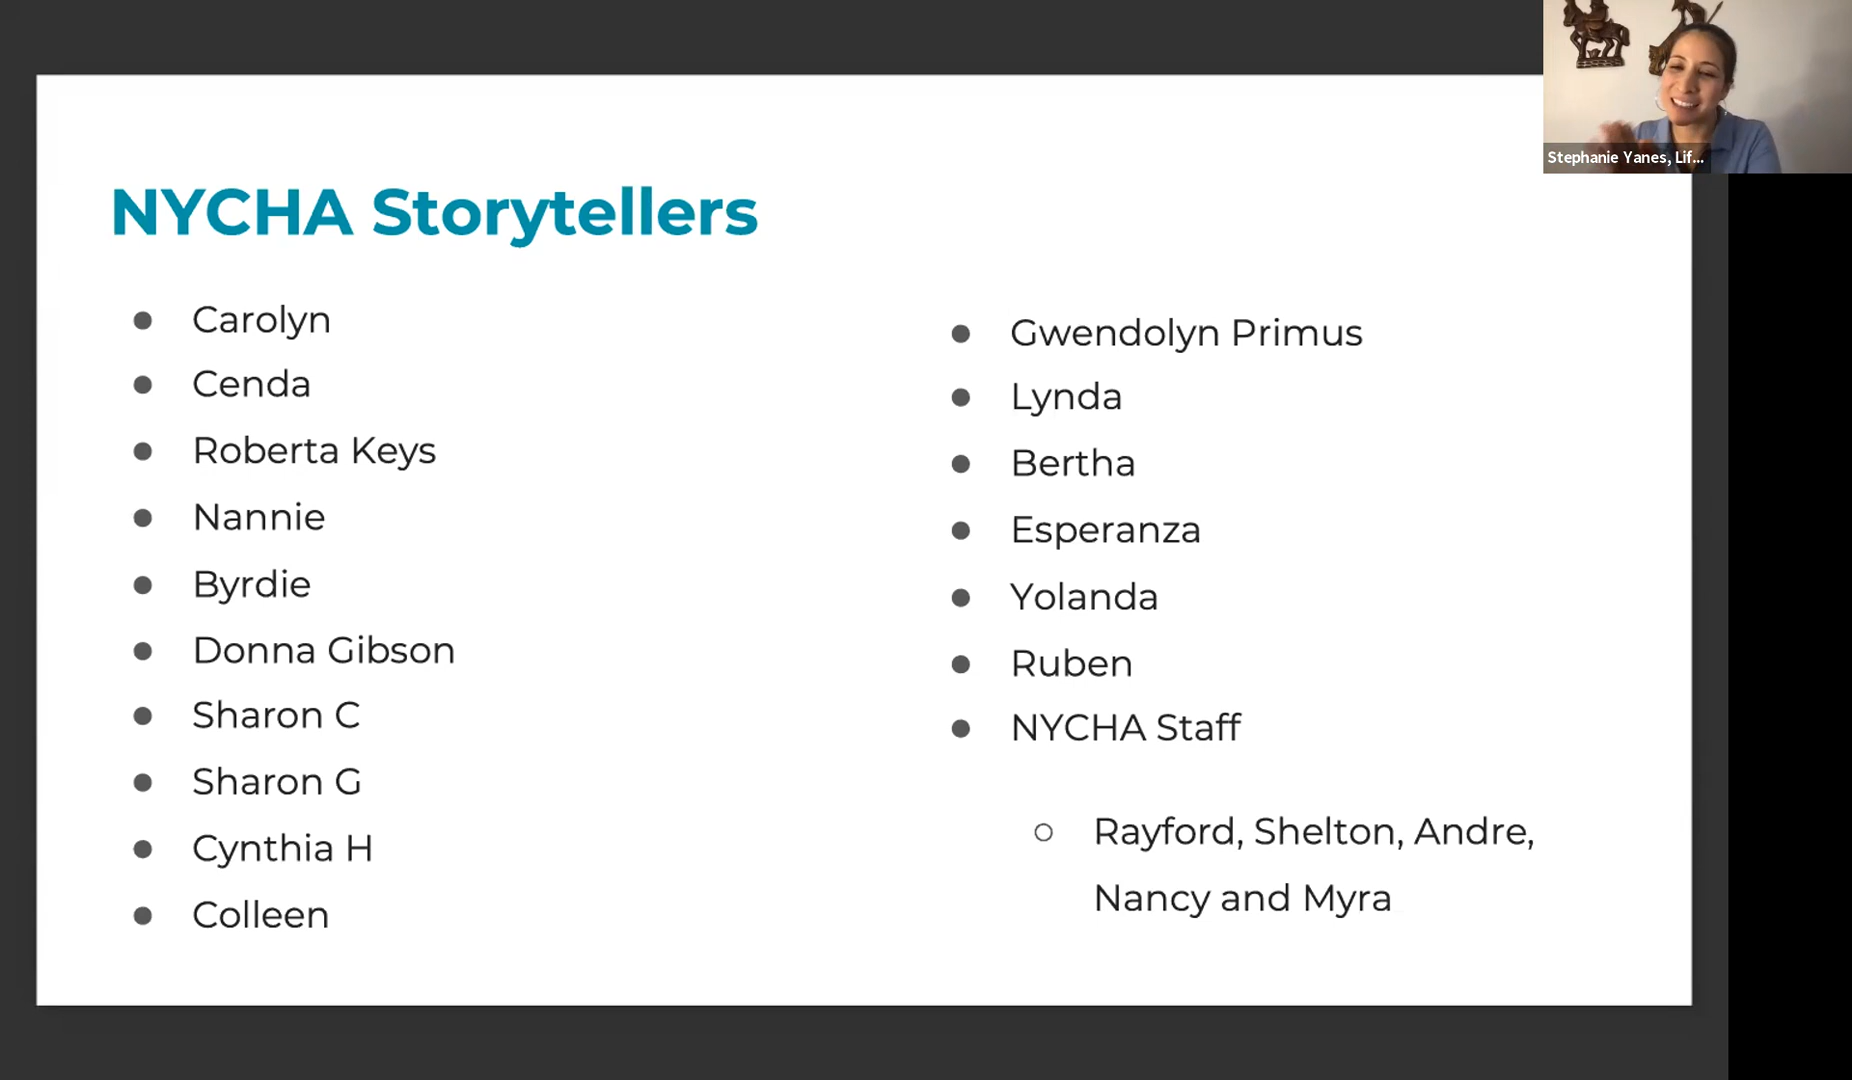 NYCHA Storytellers
Carolyn
Cenda
Roberta Keys
Nannie
Byrdie
Donna Gibson
Sharon C
Sharon G
Cynthia H
Colleen
Gwendolyn Primus
Lynda
Bertha
Esperanza
Yolanda
Ruben
NYCHA Staff
Rayford, Shelton, Andre,
Nancy and Myra
Stephanie Yanes, Lif...